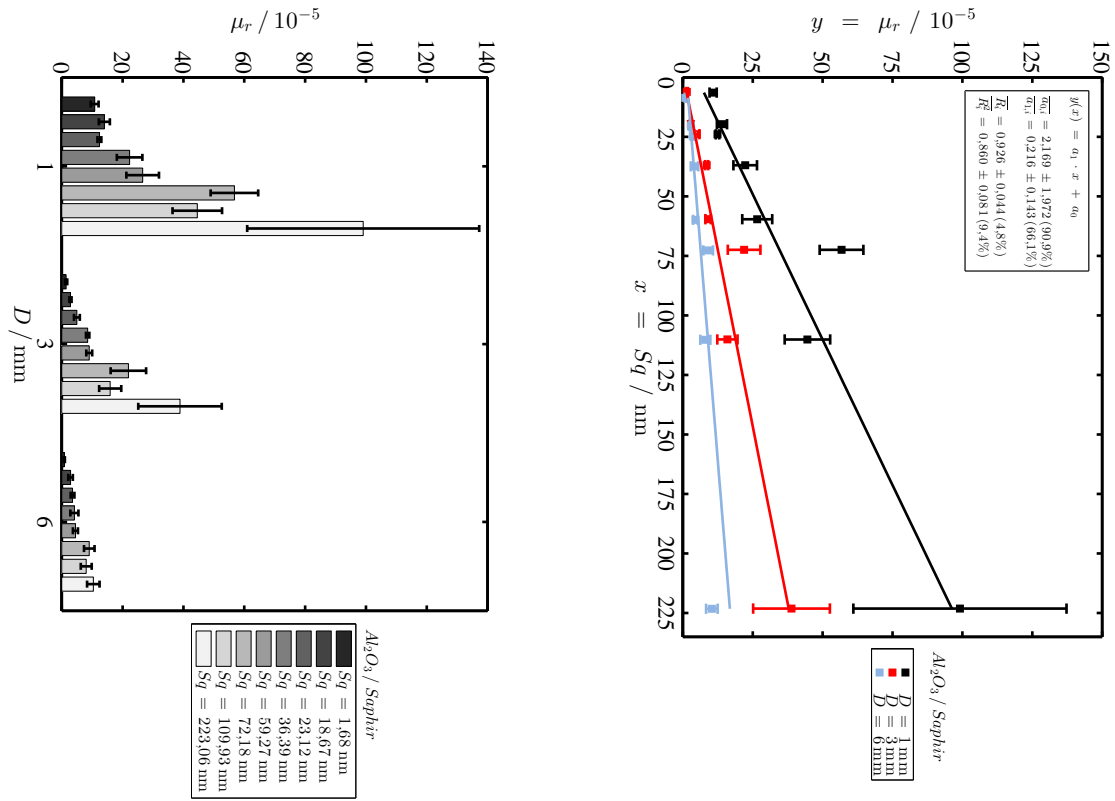 Al₂O₃ / Saphir
D = 1 mm
D = 3 mm
D = 6 mm
y = μᵣ / 10⁻⁵
150
125
100
75
50
25
0
y(x) = a₁ · x + a₀
a̅₀,ᵢ = 2,169 ± 1,972 (90,9%)
a̅₁,ᵢ = 0,216 ± 0,143 (66,1%)
R̅ᵢ = 0,926 ± 0,044 (4,8%)
R̅ᵢ² = 0,860 ± 0,081 (9,4%)
0 25 50 75 100 125 150 175 200 225
x = Sq / nm
μᵣ / 10⁻⁵
140
120
100
80
60
40
20
0
1 3 6
D / mm
Al₂O₃ / Saphir
Sq = 1,68 nm
Sq = 18,67 nm
Sq = 23,12 nm
Sq = 36,39 nm
Sq = 59,27 nm
Sq = 72,18 nm
Sq = 109,93 nm
Sq = 223,06 nm